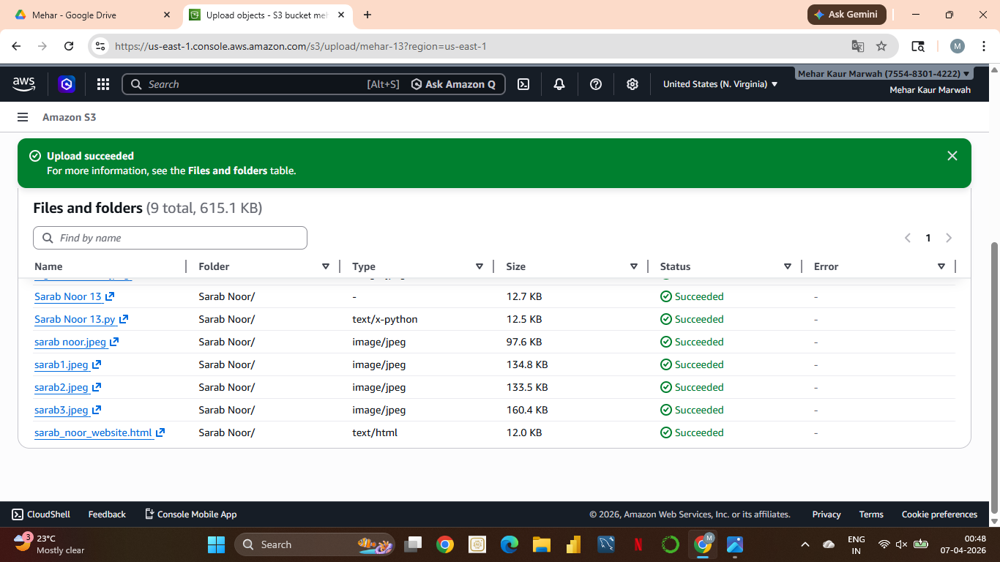 Mehar - Google Drive
Upload objects - S3 bucket meh
Ask Gemini
https://us-east-1.console.aws.amazon.com/s3/upload/mehar-13?region=us-east-1
M
aws
Search
[Alt+S]
Ask Amazon Q
United States (N. Virginia)
Mehar Kaur Marwah (7554-8301-4222)
Mehar Kaur Marwah
Amazon S3
Upload succeeded
For more information, see the Files and folders table.
Files and folders (9 total, 615.1 KB)
Find by name
1
Name Folder Type Size Status Error
Sarab Noor 13 Sarab Noor/ - 12.7 KB Succeeded -
Sarab Noor 13.py Sarab Noor/ text/x-python 12.5 KB Succeeded -
sarab noor.jpeg Sarab Noor/ image/jpeg 97.6 KB Succeeded -
sarab1.jpeg Sarab Noor/ image/jpeg 134.8 KB Succeeded -
sarab2.jpeg Sarab Noor/ image/jpeg 133.5 KB Succeeded -
sarab3.jpeg Sarab Noor/ image/jpeg 160.4 KB Succeeded -
sarab_noor_website.html Sarab Noor/ text/html 12.0 KB Succeeded -
CloudShell Feedback Console Mobile App © 2026, Amazon Web Services, Inc. or its affiliates. Privacy Terms Cookie preferences
3
23°C
Mostly clear
Search
M
ENG
IN
00:48
07-04-2026